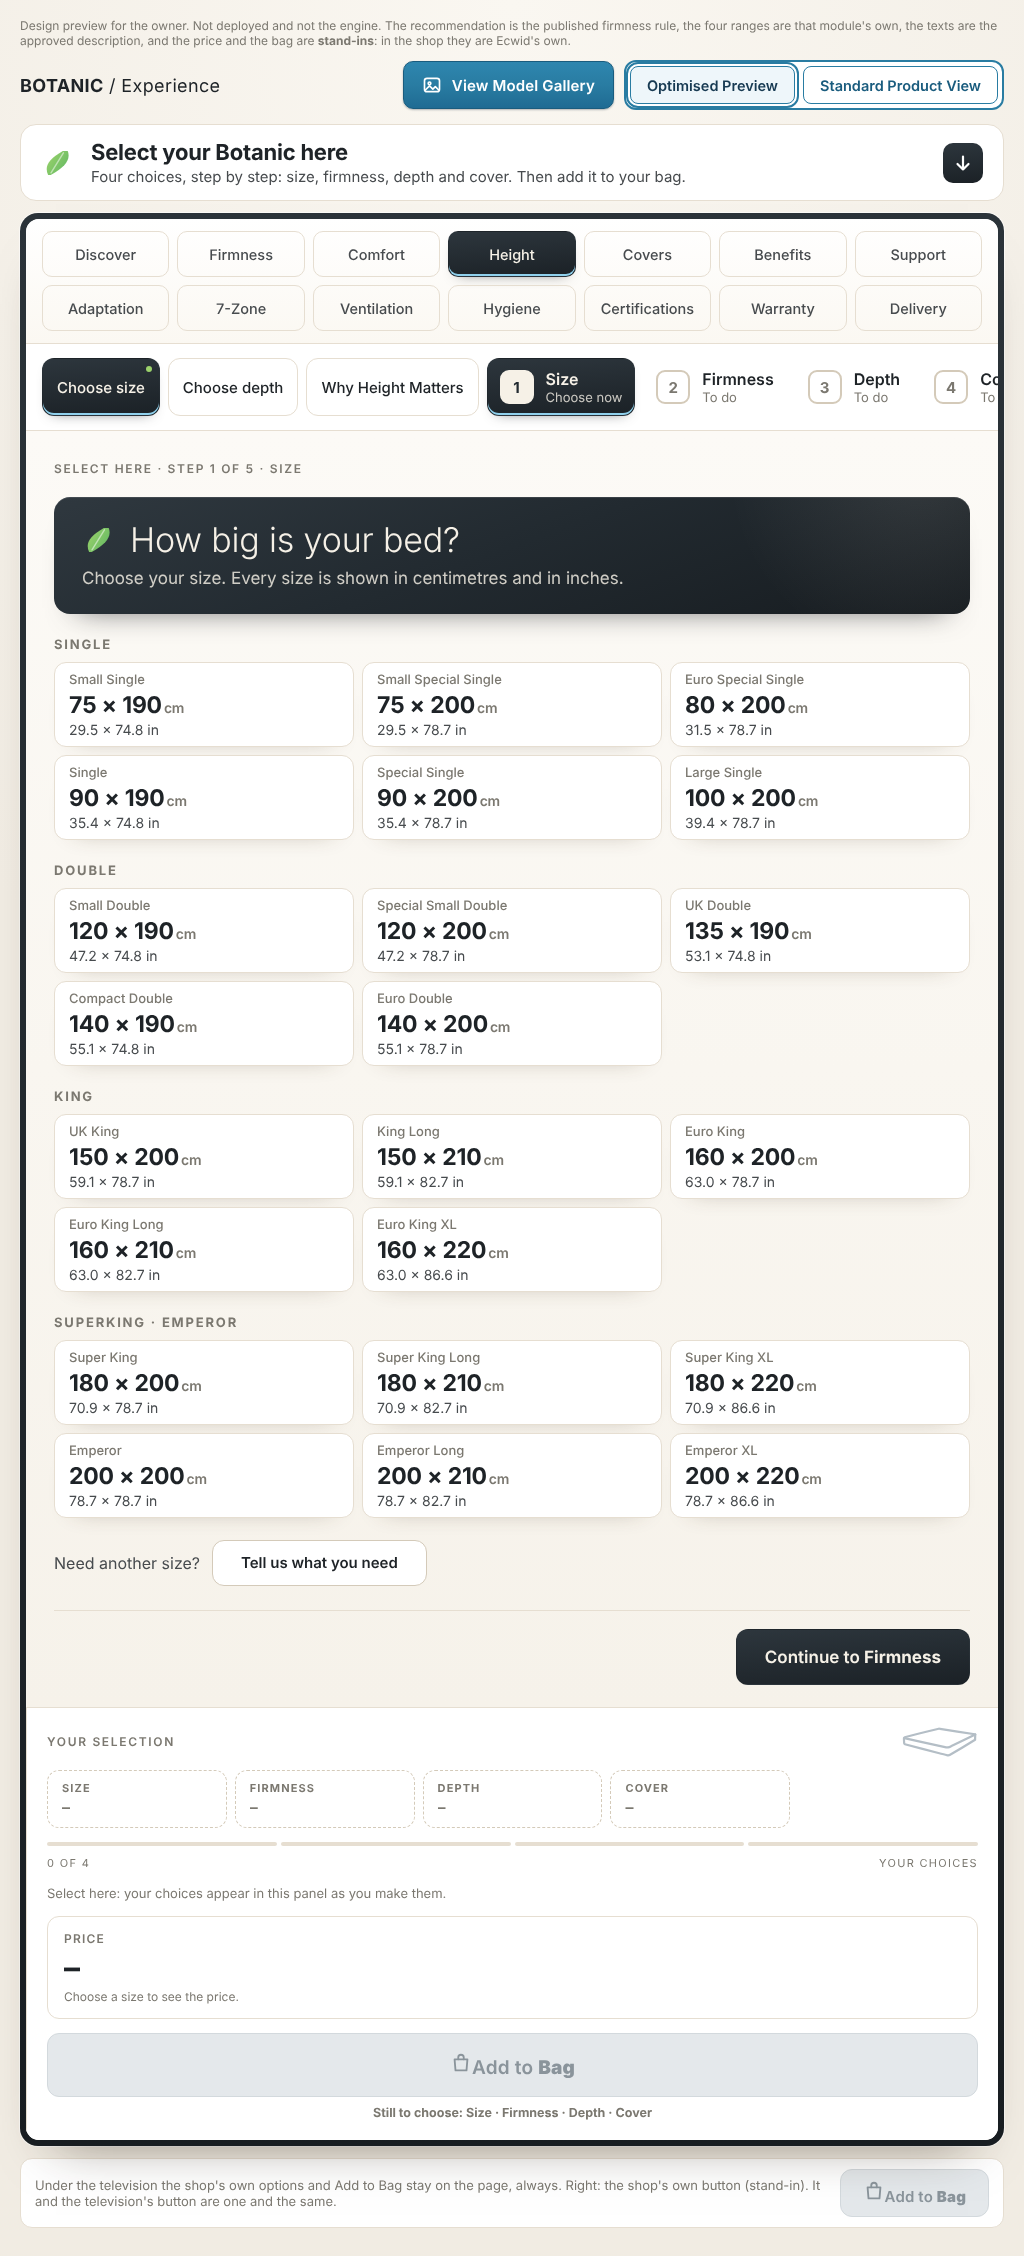 Design preview for the owner. Not deployed and not the engine. The recommendation is the published firmness rule, the four ranges are that module's own, the texts are the
approved description, and the price and the bag are stand-ins: in the shop they are Ecwid's own.
BOTANIC / Experience
View Model Gallery
Optimised Preview
Standard Product View
Select your Botanic here
Four choices, step by step: size, firmness, depth and cover. Then add it to your bag.
Discover
Firmness
Comfort
Height
Covers
Benefits
Support
Adaptation
7-Zone
Ventilation
Hygiene
Certifications
Warranty
Delivery
Choose size
Choose depth
Why Height Matters
1
Size
Choose now
2
Firmness
To do
3
Depth
To do
4
Co
To
SELECT HERE · STEP 1 OF 5 · SIZE
How big is your bed?
Choose your size. Every size is shown in centimetres and in inches.
SINGLE
Small Single
75 × 190 cm
29.5 × 74.8 in
Small Special Single
75 × 200 cm
29.5 × 78.7 in
Euro Special Single
80 × 200 cm
31.5 × 78.7 in
Single
90 × 190 cm
35.4 × 74.8 in
Special Single
90 × 200 cm
35.4 × 78.7 in
Large Single
100 × 200 cm
39.4 × 78.7 in
DOUBLE
Small Double
120 × 190 cm
47.2 × 74.8 in
Special Small Double
120 × 200 cm
47.2 × 78.7 in
UK Double
135 × 190 cm
53.1 × 74.8 in
Compact Double
140 × 190 cm
55.1 × 74.8 in
Euro Double
140 × 200 cm
55.1 × 78.7 in
KING
UK King
150 × 200 cm
59.1 × 78.7 in
King Long
150 × 210 cm
59.1 × 82.7 in
Euro King
160 × 200 cm
63.0 × 78.7 in
Euro King Long
160 × 210 cm
63.0 × 82.7 in
Euro King XL
160 × 220 cm
63.0 × 86.6 in
SUPERKING · EMPEROR
Super King
180 × 200 cm
70.9 × 78.7 in
Super King Long
180 × 210 cm
70.9 × 82.7 in
Super King XL
180 × 220 cm
70.9 × 86.6 in
Emperor
200 × 200 cm
78.7 × 78.7 in
Emperor Long
200 × 210 cm
78.7 × 82.7 in
Emperor XL
200 × 220 cm
78.7 × 86.6 in
Need another size?
Tell us what you need
Continue to Firmness
YOUR SELECTION
SIZE
–
FIRMNESS
–
DEPTH
–
COVER
–
0 OF 4
YOUR CHOICES
Select here: your choices appear in this panel as you make them.
PRICE
–
Choose a size to see the price.
Add to Bag
Still to choose: Size · Firmness · Depth · Cover
Under the television the shop's own options and Add to Bag stay on the page, always. Right: the shop's own button (stand-in). It
and the television's button are one and the same.
Add to Bag